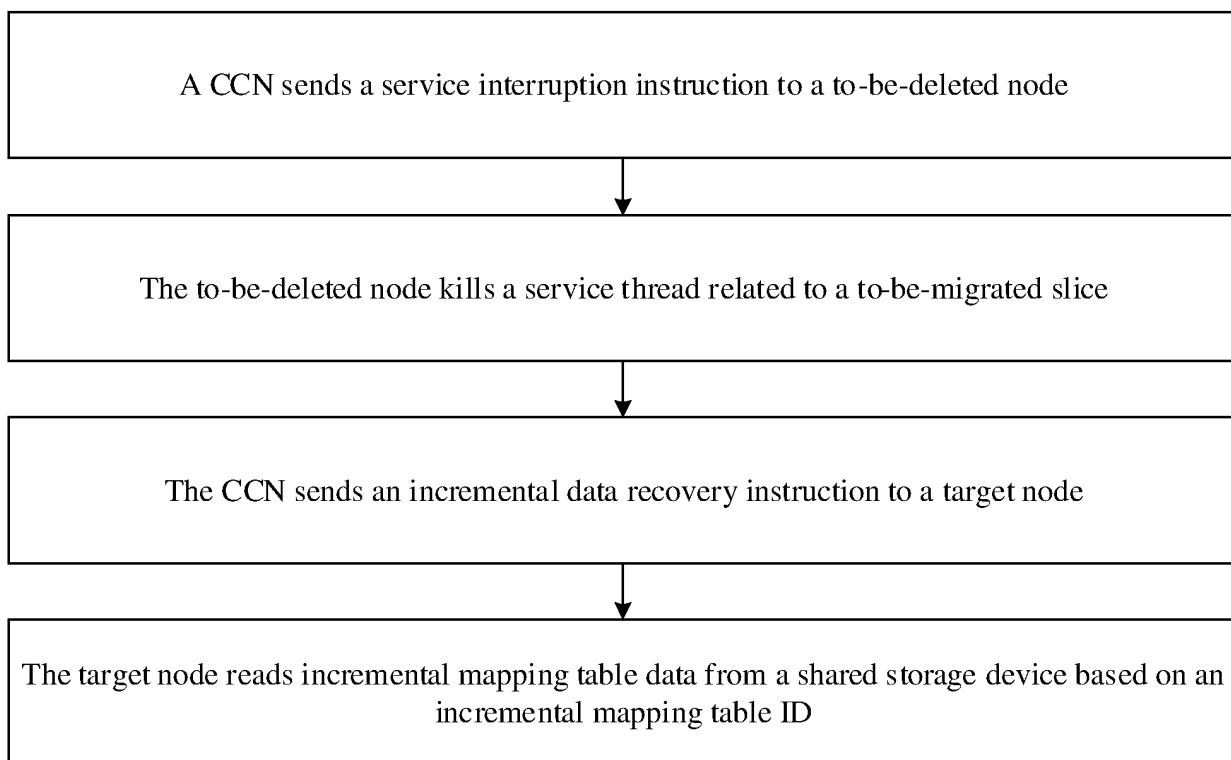 A CCN sends a service interruption instruction to a to-be-deleted node
The to-be-deleted node kills a service thread related to a to-be-migrated slice
The CCN sends an incremental data recovery instruction to a target node
The target node reads incremental mapping table data from a shared storage device based on an
incremental mapping table ID